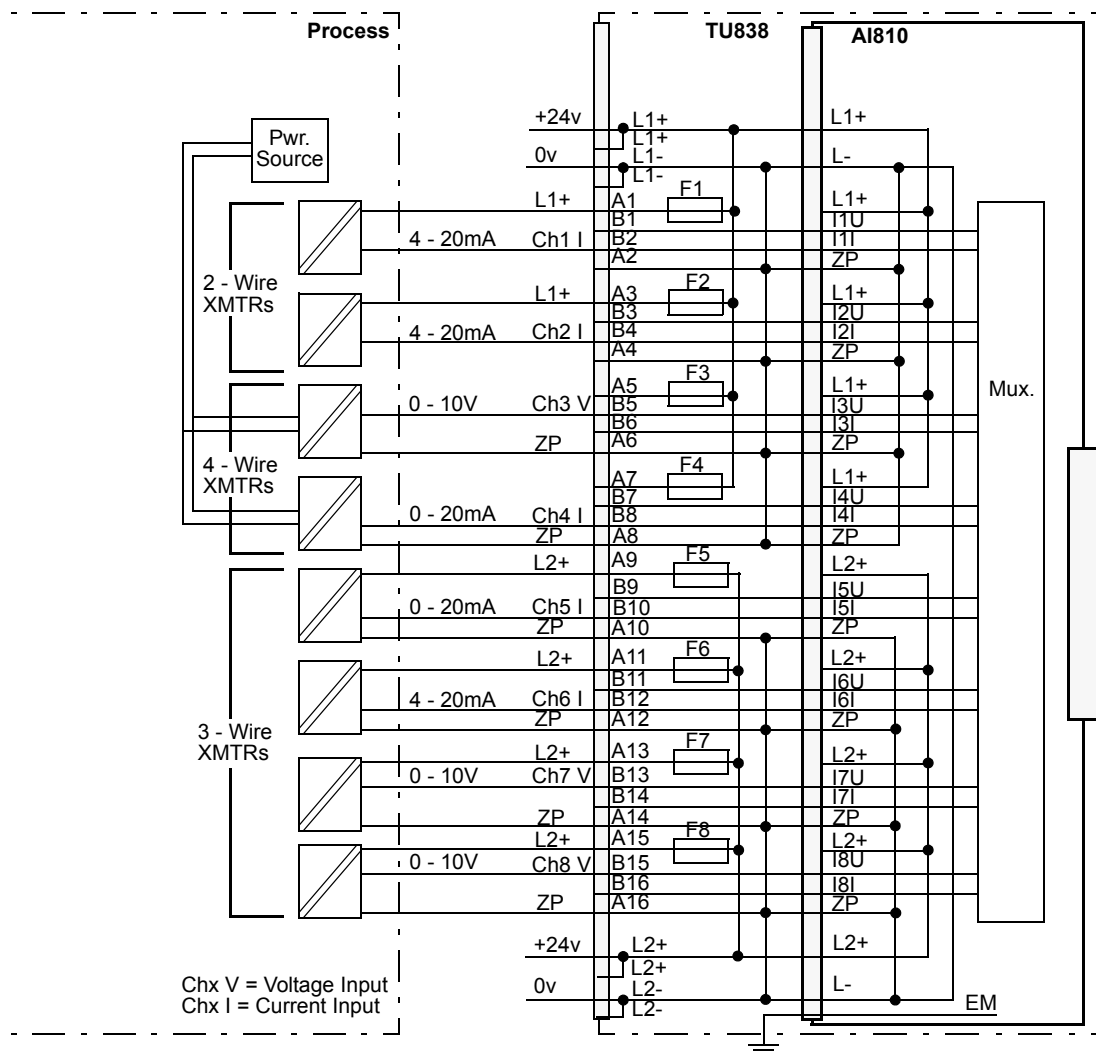 Process TU838 AI810
+24v L1+ L1+
L1+
0v L1- L-
L1-
Pwr.
Source
L1+ A1 F1 L1+
B1 I1U
4 - 20mA Ch1 I B2 I1I
A2 ZP
2 - Wire
XMTRs
L1+ A3 F2 L1+
B3 I2U
4 - 20mA Ch2 I B4 I2I
A4 ZP
Mux.
A5 F3 L1+
0 - 10V Ch3 V B5 I3U
B6 I3I
ZP A6 ZP
4 - Wire
XMTRs
A7 F4 L1+
B7 I4U
0 - 20mA Ch4 I B8 I4I
ZP A8 ZP
L2+ A9 F5 L2+
B9 I5U
0 - 20mA Ch5 I B10 I5I
ZP A10 ZP
L2+ A11 F6 L2+
B11 I6U
4 - 20mA Ch6 I B12 I6I
ZP A12 ZP
3 - Wire
XMTRs
L2+ A13 F7 L2+
0 - 10V Ch7 V B13 I7U
B14 I7I
ZP A14 ZP
L2+ A15 F8 L2+
0 - 10V Ch8 V B15 I8U
B16 I8I
ZP A16 ZP
+24v L2+ L2+
L2+
0v L2- L-
L2-
Chx V = Voltage Input
Chx I = Current Input
EM